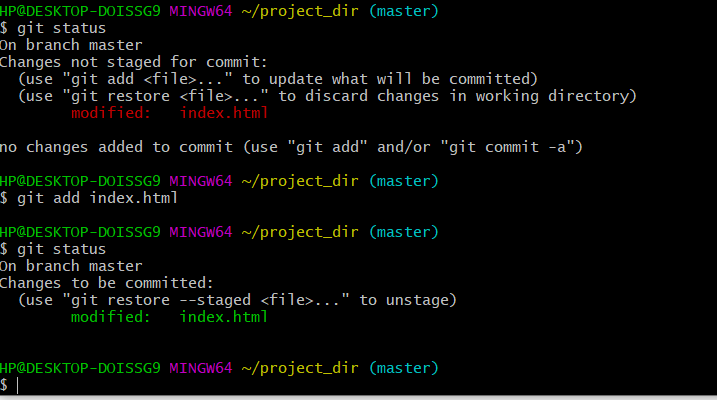 HP@DESKTOP-DOISSG9 MINGW64 ~/project_dir (master)
$ git status
On branch master
Changes not staged for commit:
  (use "git add <file>..." to update what will be committed)
  (use "git restore <file>..." to discard changes in working directory)
        modified:   index.html

no changes added to commit (use "git add" and/or "git commit -a")

HP@DESKTOP-DOISSG9 MINGW64 ~/project_dir (master)
$ git add index.html

HP@DESKTOP-DOISSG9 MINGW64 ~/project_dir (master)
$ git status
On branch master
Changes to be committed:
  (use "git restore --staged <file>..." to unstage)
        modified:   index.html


HP@DESKTOP-DOISSG9 MINGW64 ~/project_dir (master)
$